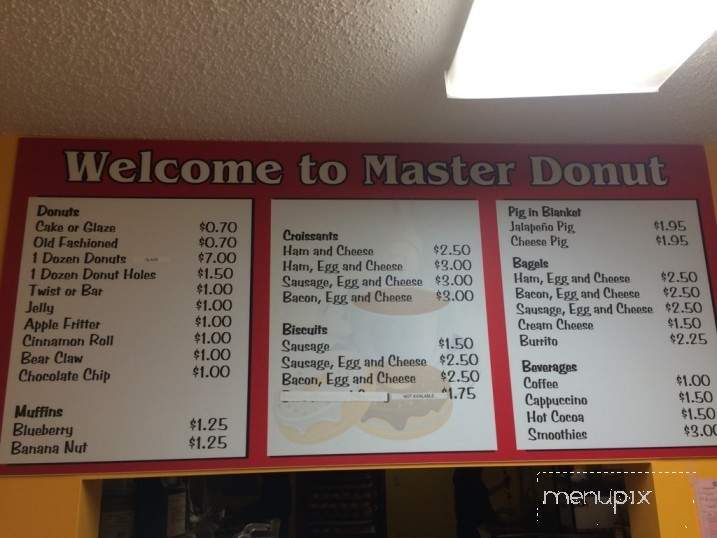 Welcome to Master Donut
Donuts
Cake or Glaze $0.70
Old Fashioned $0.70
1 Dozen Donuts $7.00
1 Dozen Donut Holes $1.50
Twist or Bar $1.00
Jelly $1.00
Apple Fritter $1.00
Cinnamon Roll $1.00
Bear Claw $1.00
Chocolate Chip $1.00
Muffins
Blueberry $1.25
Banana Nut $1.25
Croissants
Ham and Cheese $2.50
Ham, Egg and Cheese $3.00
Sausage, Egg and Cheese $3.00
Bacon, Egg and Cheese $3.00
Biscuits
Sausage $1.50
Sausage, Egg and Cheese $2.50
Bacon, Egg and Cheese $2.50
NOT AVAILABLE $1.75
Pig in Blanket
Jalapeño Pig $1.95
Cheese Pig $1.95
Bagels
Ham, Egg and Cheese $2.50
Bacon, Egg and Cheese $2.50
Sausage, Egg and Cheese $2.50
Cream Cheese $1.50
Burrito $2.25
Beverages
Coffee $1.00
Cappuccino $1.50
Hot Cocoa $1.50
Smoothies $3.00
menupix